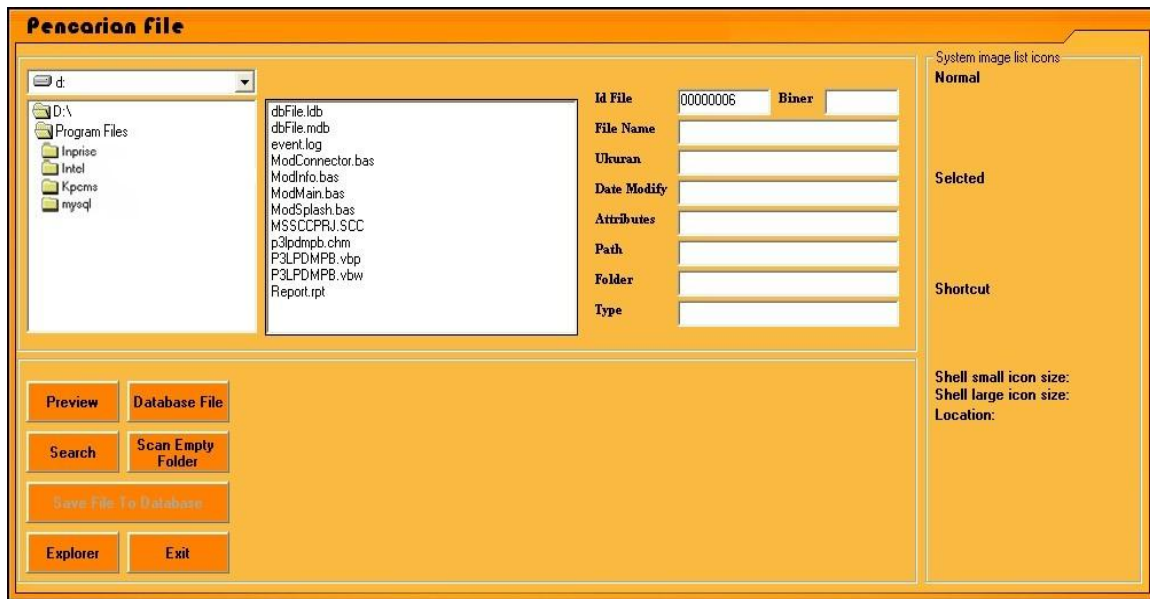 Pencarian File
d:
D:\
Program Files
Inprise
Intel
Kpcms
mysql
dbFile.ldb
dbFile.mdb
event.log
ModConnector.bas
ModInfo.bas
ModMain.bas
ModSplash.bas
MSSCCPRJ.SCC
p3lpdmpb.chm
P3LPDMPB.vbp
P3LPDMPB.vbw
Report.rpt
Id File 00000006 Biner
File Name
Ukuran
Date Modify
Attributes
Path
Folder
Type
System image list icons
Normal
Selcted
Shortcut
Shell small icon size:
Shell large icon size:
Location:
Preview
Database File
Search
Scan Empty
Folder
Save File To Database
Explorer
Exit